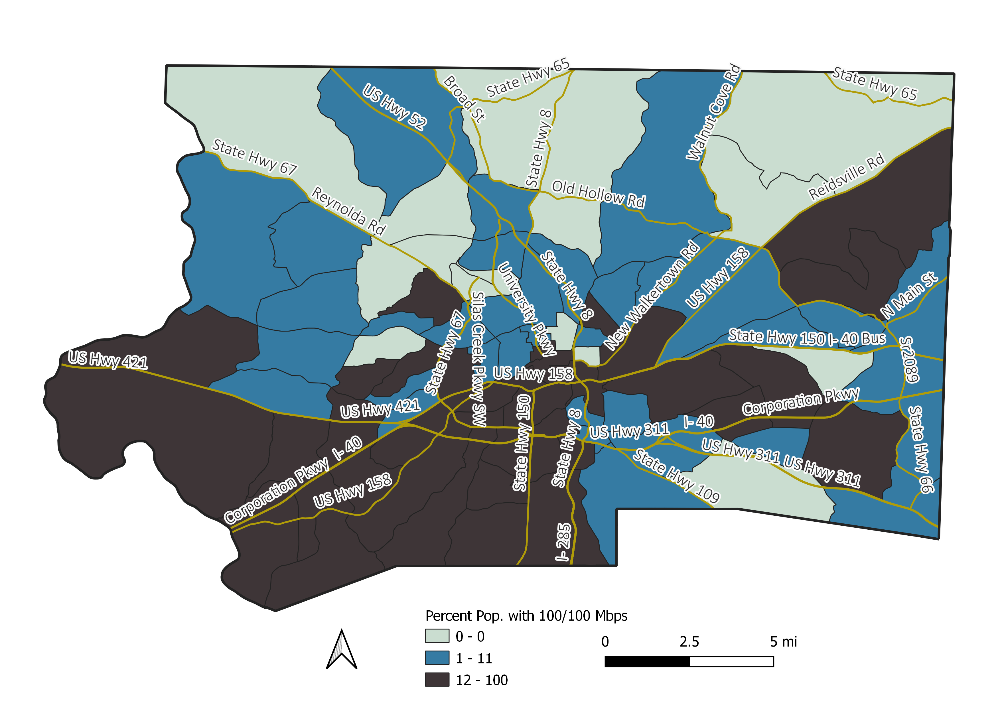 State Hwy 65
Broad St
State Hwy 65
US Hwy 52
Walnut Cove Rd
State Hwy 8
State Hwy 67
Reidsville Rd
Reynolda Rd
Old Hollow Rd
New Walkertown Rd
US Hwy 158
State Hwy 8
University Pkwy
N Main St
Silas Creek Pkwy SW
State Hwy 67
State Hwy 150 I- 40 Bus
Sr2089
US Hwy 421
US Hwy 158
US Hwy 421
Corporation Pkwy
State Hwy 150
State Hwy 8
I- 40
US Hwy 311
State Hwy 66
US Hwy 311 US Hwy 311
State Hwy 109
Corporation Pkwy I- 40
US Hwy 158
I- 285
Percent Pop. with 100/100 Mbps
0 - 0
1 - 11
12 - 100
0 2.5 5 mi